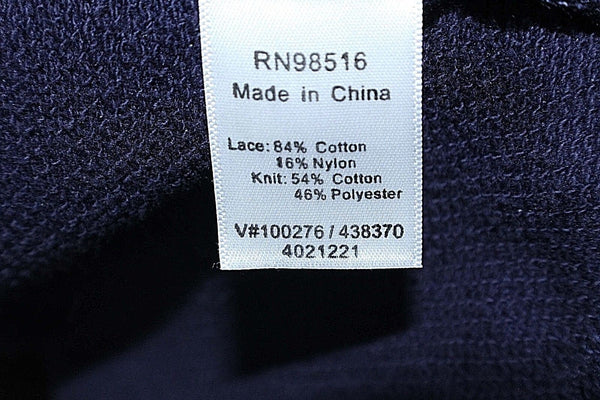 RN98516
Made in China
Lace: 84% Cotton
16% Nylon
Knit: 54% Cotton
46% Polyester
V#100276 / 438370
4021221